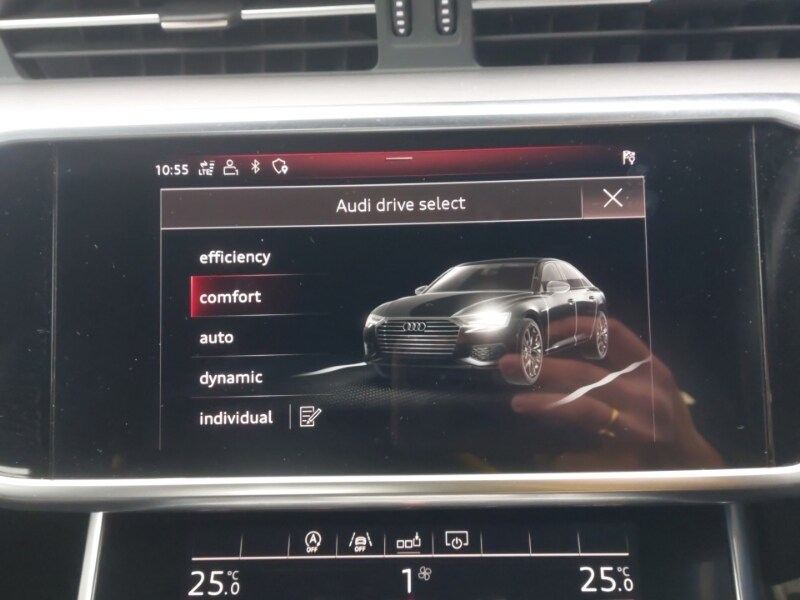 10:55 LTE
Audi drive select
efficiency
comfort
auto
dynamic
individual
A OFF OFF
25.0 °C 1 25.0 °C